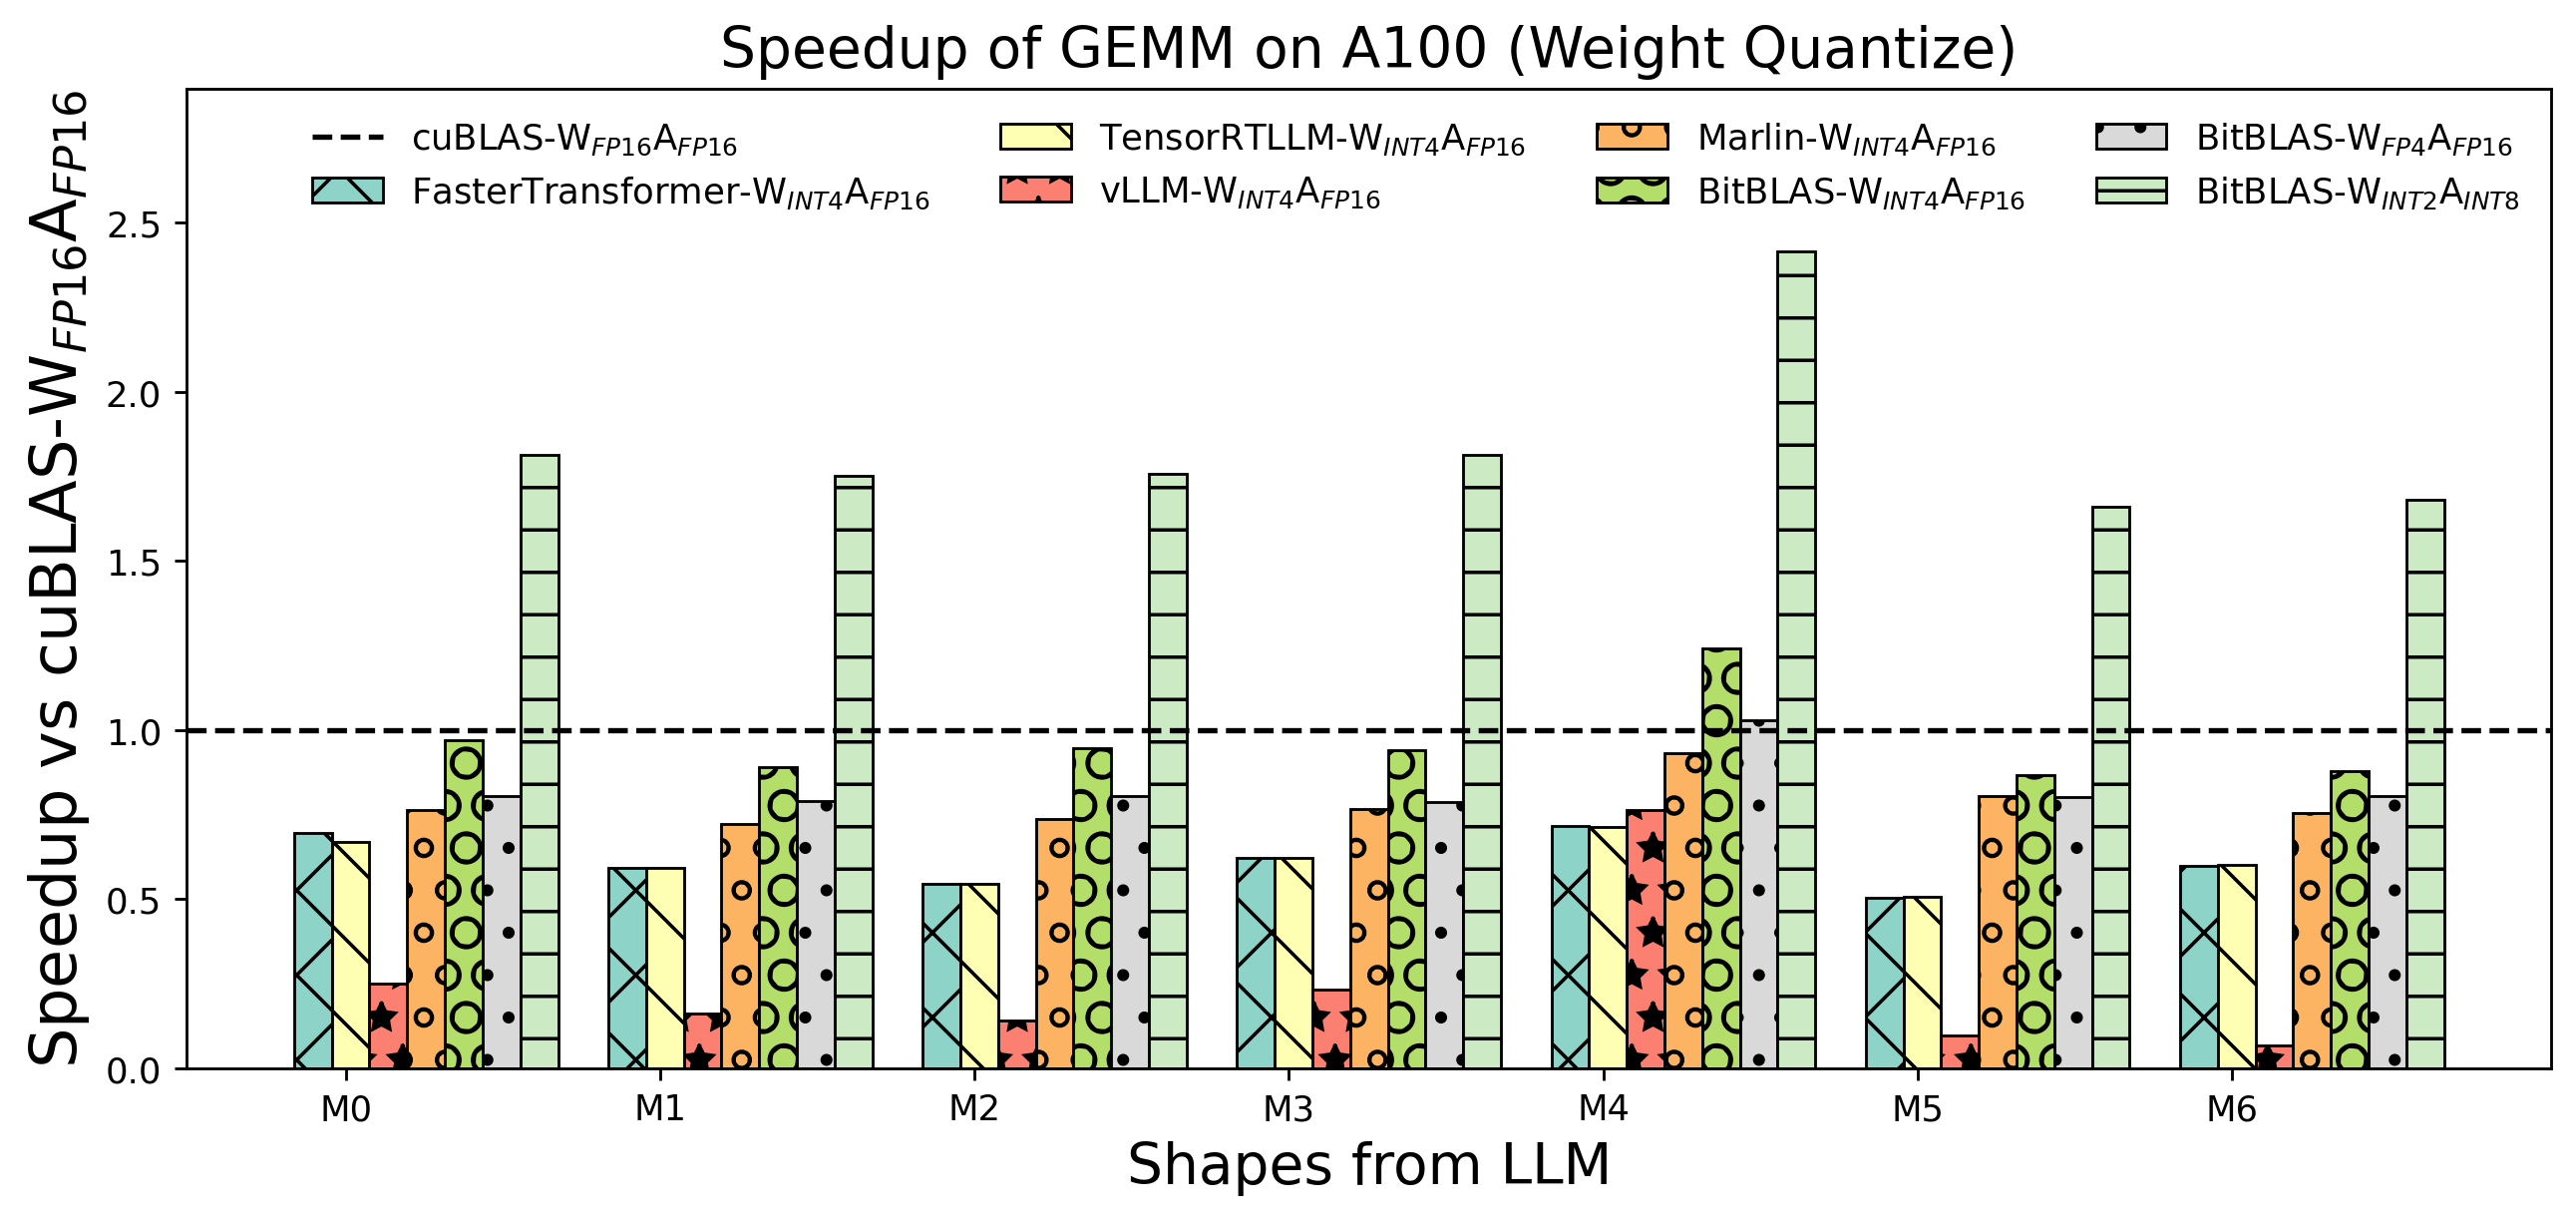 Speedup of GEMM on A100 (Weight Quantize)
Speedup vs cuBLAS-W_FP16A_FP16
cuBLAS-W_FP16A_FP16
FasterTransformer-W_INT4A_FP16
TensorRTLLM-W_INT4A_FP16
vLLM-W_INT4A_FP16
Marlin-W_INT4A_FP16
BitBLAS-W_INT4A_FP16
BitBLAS-W_FP4A_FP16
BitBLAS-W_INT2A_INT8
2.5
2.0
1.5
1.0
0.5
0.0
M0 M1 M2 M3 M4 M5 M6
Shapes from LLM